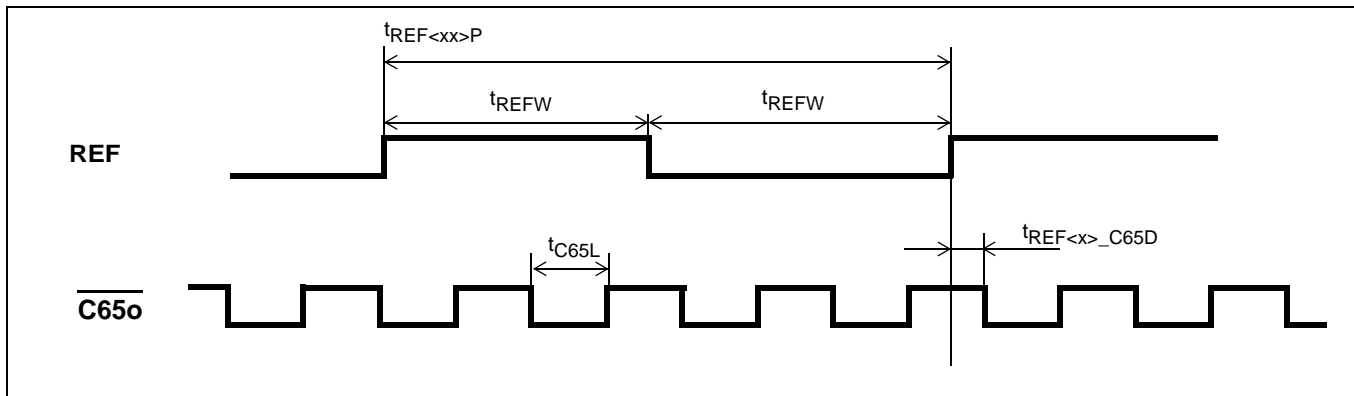 tREF<xx>P
tREFW
tREFW
REF
tC65L
tREF<x>_C65D
C65o